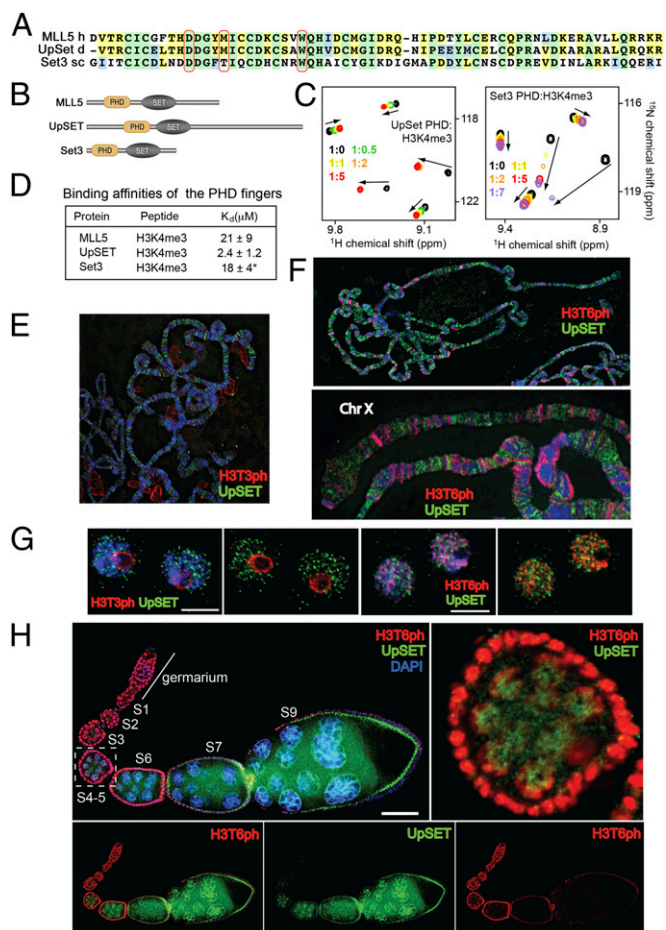 A
MLL5 h DVTRCICGFTHDDGYMICCDKCSVWQHIDCMGIDRQ-HIPDTYLCERCQPRNLDKERAVLLQRRKR
UpSet d -VTRCICELTHDDGYMICCDKCSAWQHVDCMGIDRQNIPEEYMCELCQPRAVDKARARALQLRKR
Set3 sc GIITCICDLNDDDGFTIQCDHCNRWQHAICYGIKDIGMAPDDYLCNSCDPREVDINLARKIQQERI
B
MLL5 PHD SET
UpSET PHD SET
Set3 PHD SET
C
UpSet PHD:
H3K4me3
1:0 1:0.5
1:1 1:2
1:5
118
122
9.8 9.1
¹H chemical shift (ppm)
Set3 PHD:H3K4me3
1:0 1:1
1:2 1:5
1:7
116
119
¹⁵N chemical shift (ppm)
9.4 8.9
¹H chemical shift (ppm)
D
Binding affinities of the PHD fingers
Protein Peptide Kd(μM)
MLL5 H3K4me3 21 ± 9
UpSET H3K4me3 2.4 ± 1.2
Set3 H3K4me3 18 ± 4*
E
H3T3ph
UpSET
F
H3T6ph
UpSET
Chr X
H3T6ph
UpSET
G
H3T3ph UpSET
H3T6ph
UpSET
H
H3T6ph
UpSET
DAPI
germarium
S1
S2
S3
S4-5
S6
S7
S9
H3T6ph
UpSET
H3T6ph
UpSET
H3T6ph